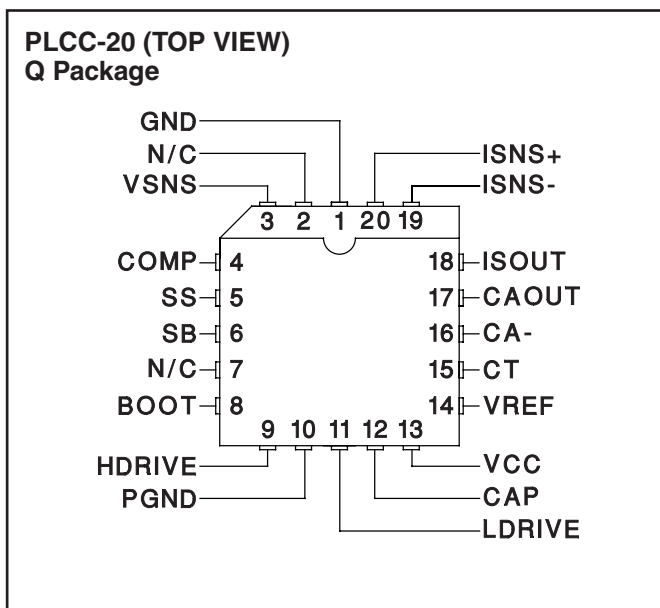 PLCC-20 (TOP VIEW)
Q Package
GND
N/C
VSNS
ISNS+
ISNS-
3 2 1 20 19
COMP 4
SS 5
SB 6
N/C 7
BOOT 8
18 ISOUT
17 CAOUT
16 CA-
15 CT
14 VREF
9 10 11 12 13
HDRIVE
PGND
VCC
CAP
LDRIVE